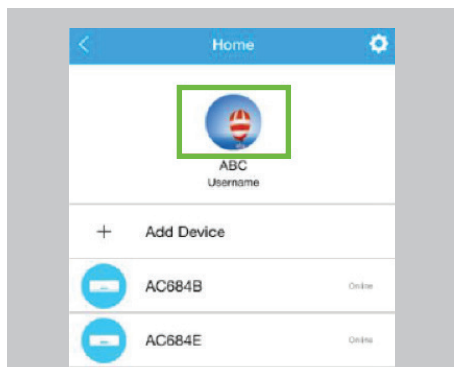 Home
ABC
Username
Add Device
AC684B
Online
AC684E
Online